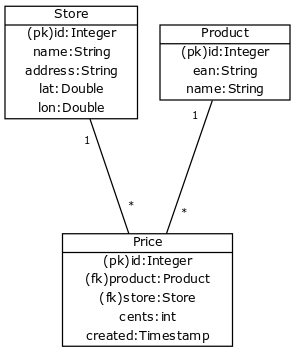 Store
(pk)id:Integer
name:String
address:String
lat:Double
lon:Double
Product
(pk)id:Integer
ean:String
name:String
1
1
*
*
Price
(pk)id:Integer
(fk)product:Product
(fk)store:Store
cents:int
created:Timestamp